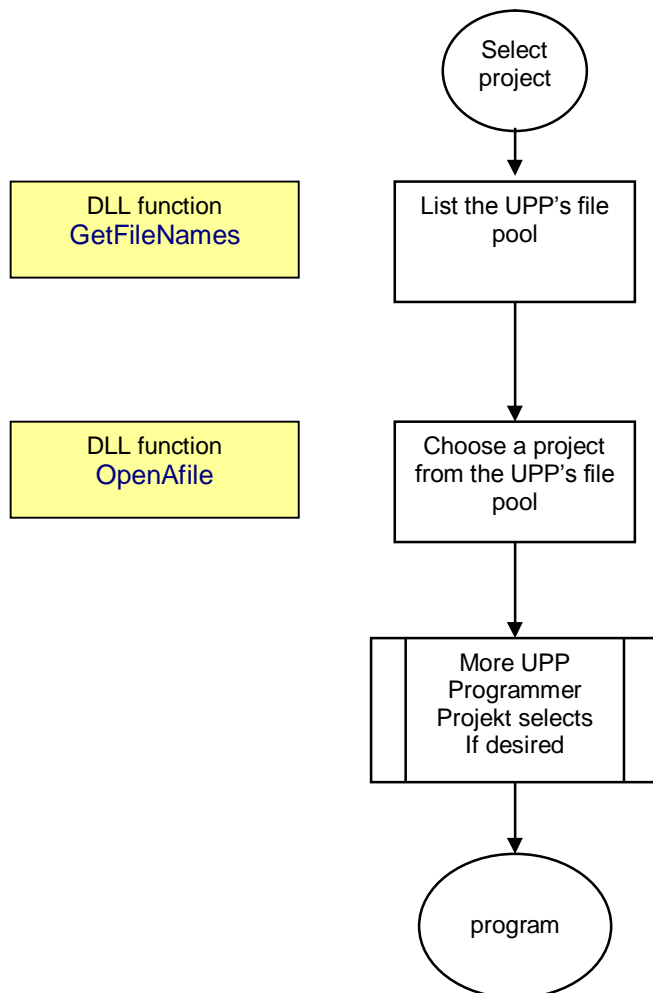 Select
project
DLL function
GetFileNames
List the UPP's file
pool
DLL function
OpenAfile
Choose a project
from the UPP's file
pool
More UPP
Programmer
Projekt selects
If desired
program